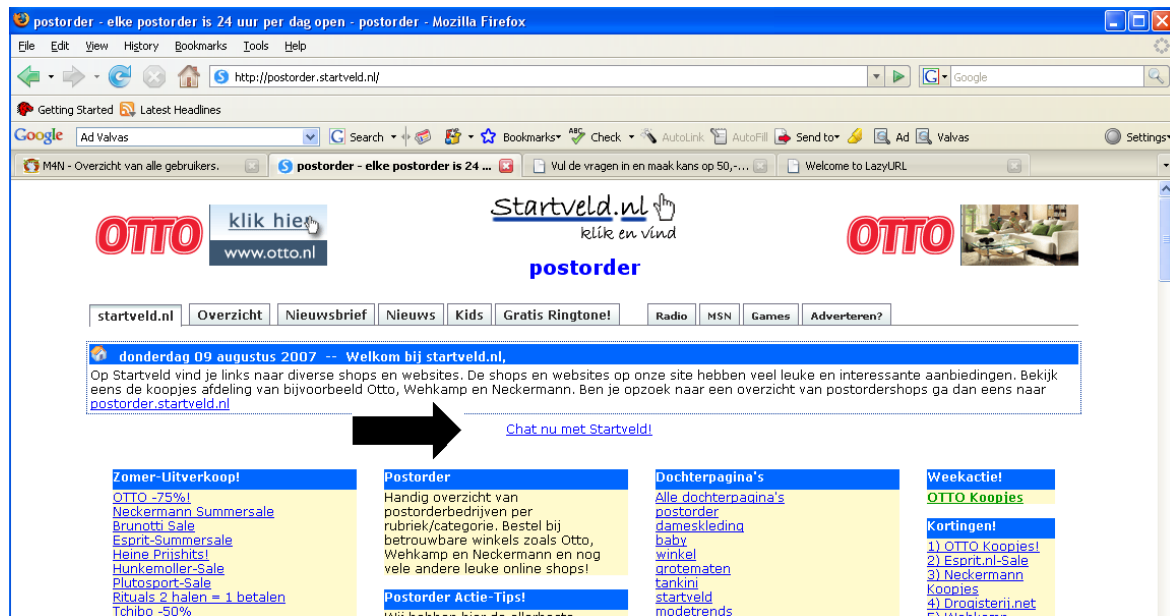 postorder - elke postorder is 24 uur per dag open - postorder - Mozilla Firefox
File Edit View History Bookmarks Tools Help
http://postorder.startveld.nl/
G Google
Getting Started Latest Headlines
Google Ad Valvas G Search Bookmarks ABC Check AutoLink AutoFill Send to Ad Valvas Settings
M4N - Overzicht van alle gebruikers. postorder - elke postorder is 24 ... Vul de vragen in en maak kans op 50,-... Welcome to LazyURL
OTTO klik hier
www.otto.nl
Startveld.nl
klik en vind
OTTO
postorder
startveld.nl Overzicht Nieuwsbrief Nieuws Kids Gratis Ringtone! Radio MSN Games Adverteren?
donderdag 09 augustus 2007 -- Welkom bij startveld.nl,
Op Startveld vind je links naar diverse shops en websites. De shops en websites op onze site hebben veel leuke en interessante aanbiedingen. Bekijk
eens de koopjes afdeling van bijvoorbeeld Otto, Wehkamp en Neckermann. Ben je opzoek naar een overzicht van postordershops ga dan eens naar
postorder.startveld.nl
Chat nu met Startveld!
Zomer-Uitverkoop!
OTTO -75%!
Neckermann Summersale
Brunotti Sale
Esprit-Summersale
Heine Prijshits!
Hunkemoller-Sale
Plutosport-Sale
Rituals 2 halen = 1 betalen
Tchibo -50%
Postorder
Handig overzicht van
postorderbedrijven per
rubriek/categorie. Bestel bij
betrouwbare winkels zoals Otto,
Wehkamp en Neckermann en nog
vele andere leuke online shops!
Postorder Actie-Tips!
Wij hebben hier de allerbeste
Dochterpagina's
Alle dochterpagina's
postorder
dameskleding
baby
winkel
grotematen
tankini
startveld
modetrends
Weekactie!
OTTO Koopjes
Kortingen!
1) OTTO Koopjes!
2) Esprit.nl-Sale
3) Neckermann
Koopjes
4) Drogisterij.net
5) Wehkamp